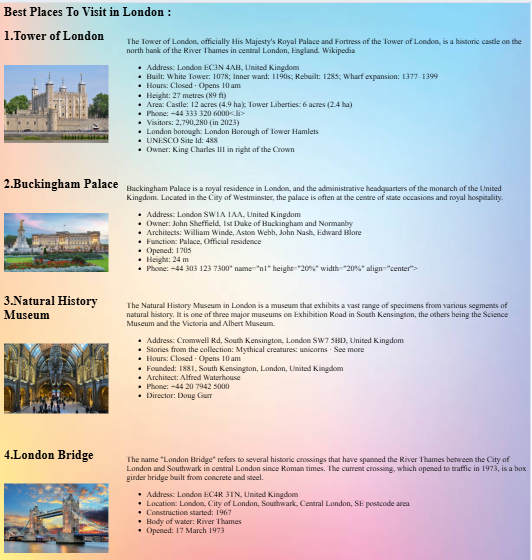 Best Places To Visit in London :
1.Tower of London
The Tower of London, officially His Majesty's Royal Palace and Fortress of the Tower of London, is a historic castle on the
north bank of the River Thames in central London, England. Wikipedia
• Address: London EC3N 4AB, United Kingdom
• Built: White Tower: 1078; Inner ward: 1190s; Rebuilt: 1285; Wharf expansion: 1377–1399
• Hours: Closed · Opens 10 am
• Height: 27 metres (89 ft)
• Area: Castle: 12 acres (4.9 ha); Tower Liberties: 6 acres (2.4 ha)
• Phone: +44 333 320 6000<.li>
• Visitors: 2,790,280 (in 2023)
• London borough: London Borough of Tower Hamlets
• UNESCO Site Id: 488
• Owner: King Charles III in right of the Crown
2.Buckingham Palace
Buckingham Palace is a royal residence in London, and the administrative headquarters of the monarch of the United
Kingdom. Located in the City of Westminster, the palace is often at the centre of state occasions and royal hospitality.
• Address: London SW1A 1AA, United Kingdom
• Owner: John Sheffield, 1st Duke of Buckingham and Normanby
• Architects: William Winde, Aston Webb, John Nash, Edward Blore
• Function: Palace, Official residence
• Opened: 1705
• Height: 24 m
• Phone: +44 303 123 7300" name="n1" height="20%" width="20%" align="center">
3.Natural History
Museum
The Natural History Museum in London is a museum that exhibits a vast range of specimens from various segments of
natural history. It is one of three major museums on Exhibition Road in South Kensington, the others being the Science
Museum and the Victoria and Albert Museum.
• Address: Cromwell Rd, South Kensington, London SW7 5BD, United Kingdom
• Stories from the collection: Mythical creatures: unicorns · See more
• Hours: Closed · Opens 10 am
• Founded: 1881, South Kensington, London, United Kingdom
• Architect: Alfred Waterhouse
• Phone: +44 20 7942 5000
• Director: Doug Gurr
4.London Bridge
The name "London Bridge" refers to several historic crossings that have spanned the River Thames between the City of
London and Southwark in central London since Roman times. The current crossing, which opened to traffic in 1973, is a box
girder bridge built from concrete and steel.
• Address: London EC4R 3TN, United Kingdom
• Location: London, City of London, Southwark, Central London, SE postcode area
• Construction started: 1967
• Body of water: River Thames
• Opened: 17 March 1973